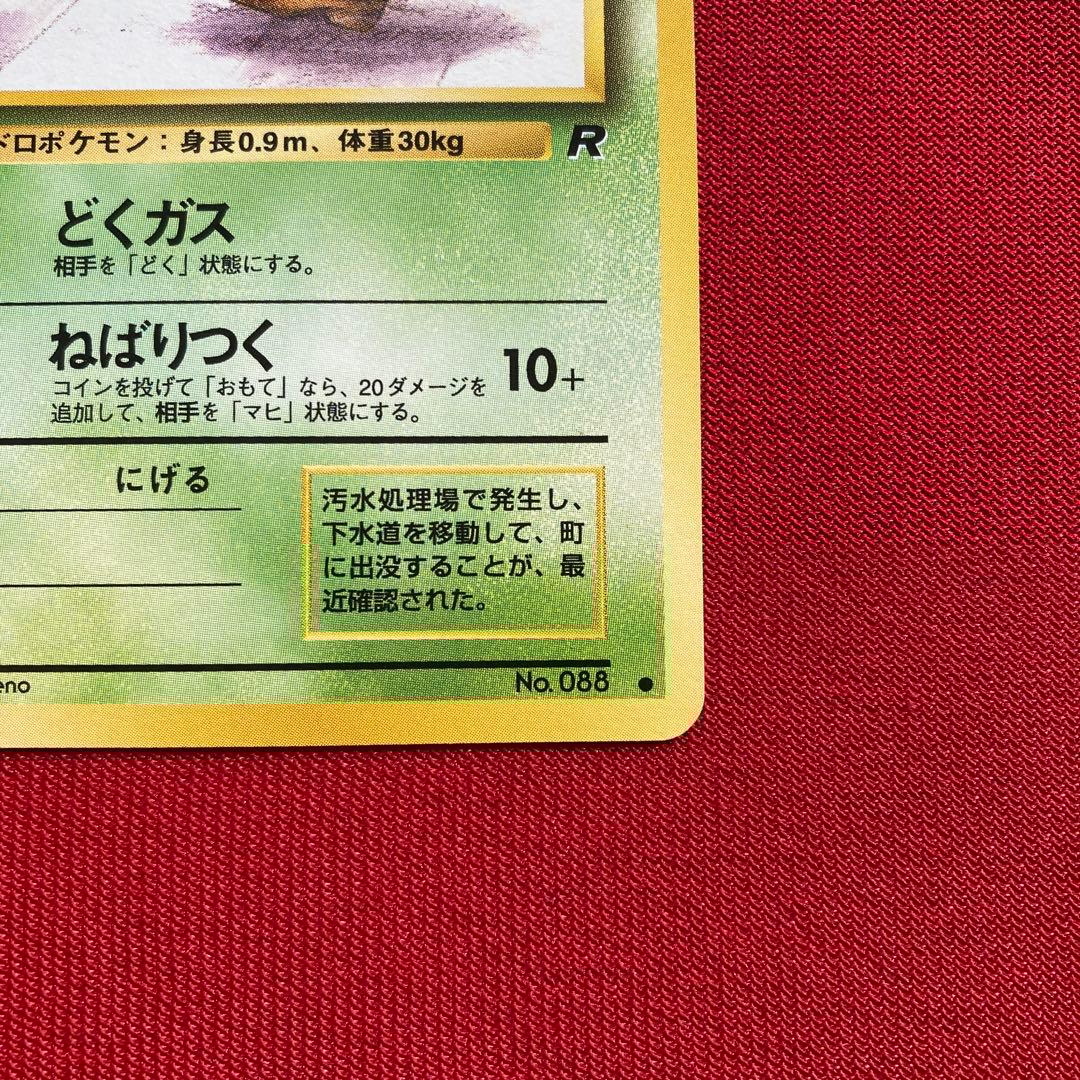 ドロポケモン：身長0.9m、体重30kg
R
どくガス
相手を「どく」状態にする。
ねばりつく
10+
コインを投げて「おもて」なら、20ダメージを
追加して、相手を「マヒ」状態にする。
にげる
汚水処理場で発生し、
下水道を移動して、町
に出没することが、最
近確認された。
eno
No. 088 ●